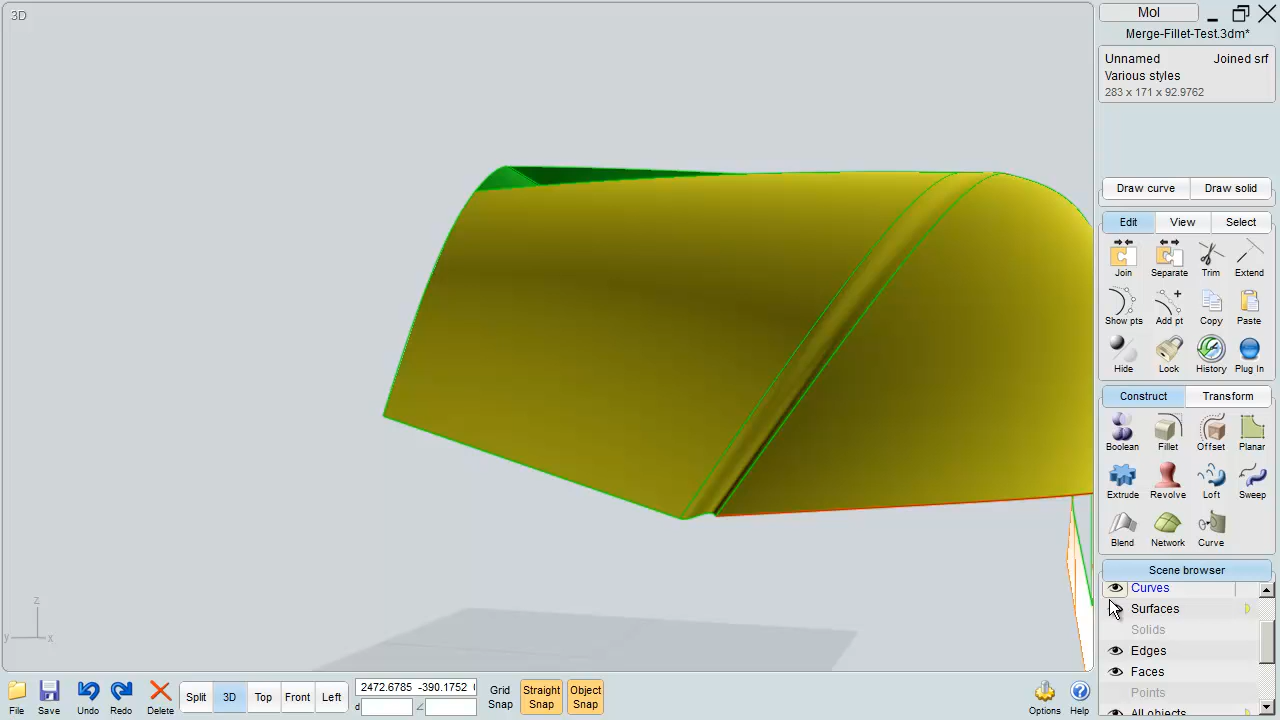 3D
MoI
Merge-Fillet-Test.3dm*
Unnamed Joined srf
Various styles
283 x 171 x 92.9762
Draw curve Draw solid
Edit View Select
Join Separate Trim Extend
Show pts Add pt Copy Paste
Hide Lock History Plug In
Construct Transform
Boolean Fillet Offset Planar
Extrude Revolve Loft Sweep
Blend Network Curve
Scene browser
Curves
Surfaces
Solids
Edges
Faces
Points
All objects
z
y x
File Save Undo Redo Delete Split 3D Top Front Left
2472.6785 -390.1752
d
Grid Snap Straight Snap Object Snap
Options Help